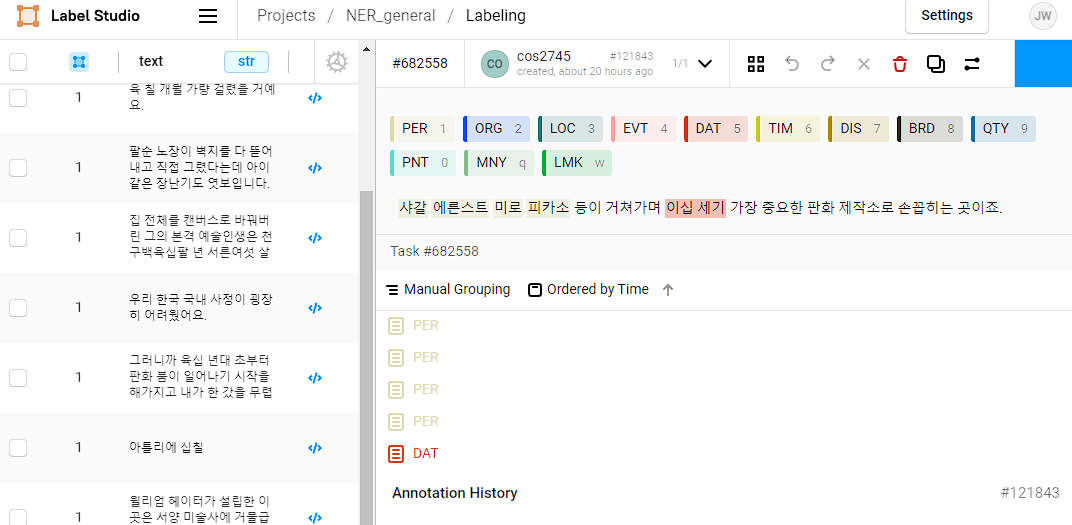 Label Studio
Projects / NER_general / Labeling
Settings
JW
text
str
#682558
CO
cos2745
#121843
created, about 20 hours ago
1/1
1
육 칠 개월 가량 걸렸을 거예
요.
1
팔순 노장이 벽지를 다 뜯어
내고 직접 그렸다는데 아이
같은 장난기도 엿보입니다.
1
집 전체를 캔버스로 바꿔버
린 그의 본격 예술인생은 천
구백육십팔 년 서른여섯 살
1
우리 한국 국내 사정이 굉장
히 어려웠어요.
1
그러니까 육십 년대 초부터
판화 붐이 일어나기 시작을
해가지고 내가 한 갔을 무렵
1
아틀리에 십칠
1
윌리엄 헤이터가 설립한 이
곳은 서양 미술사에 거물급
PER 1
ORG 2
LOC 3
EVT 4
DAT 5
TIM 6
DIS 7
BRD 8
QTY 9
PNT 0
MNY q
LMK w
샤갈 에른스트 미로 피카소 등이 거쳐가며 이십 세기 가장 중요한 판화 제작소로 손꼽히는 곳이죠.
Task #682558
Manual Grouping
Ordered by Time
PER
PER
PER
PER
DAT
Annotation History
#121843